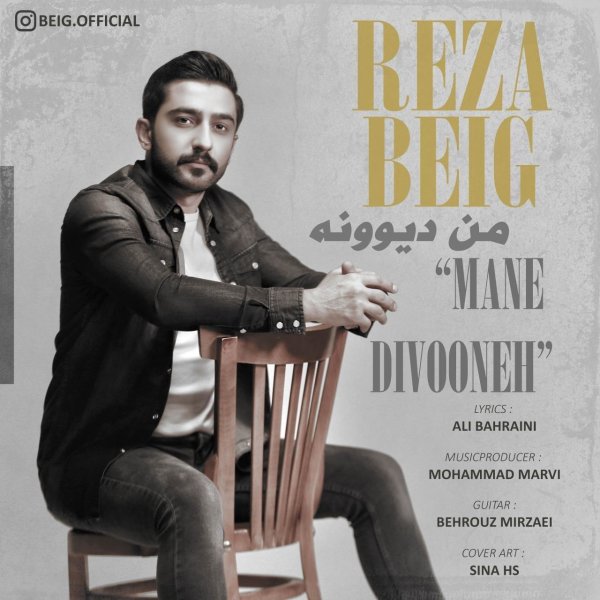 BEIG.OFFICIAL
REZA
BEIG
من دیوونه
“MANE
DIVOONEH”
LYRICS :
ALI BAHRAINI
MUSICPRODUCER :
MOHAMMAD MARVI
GUITAR :
BEHROUZ MIRZAEI
COVER ART :
SINA HS